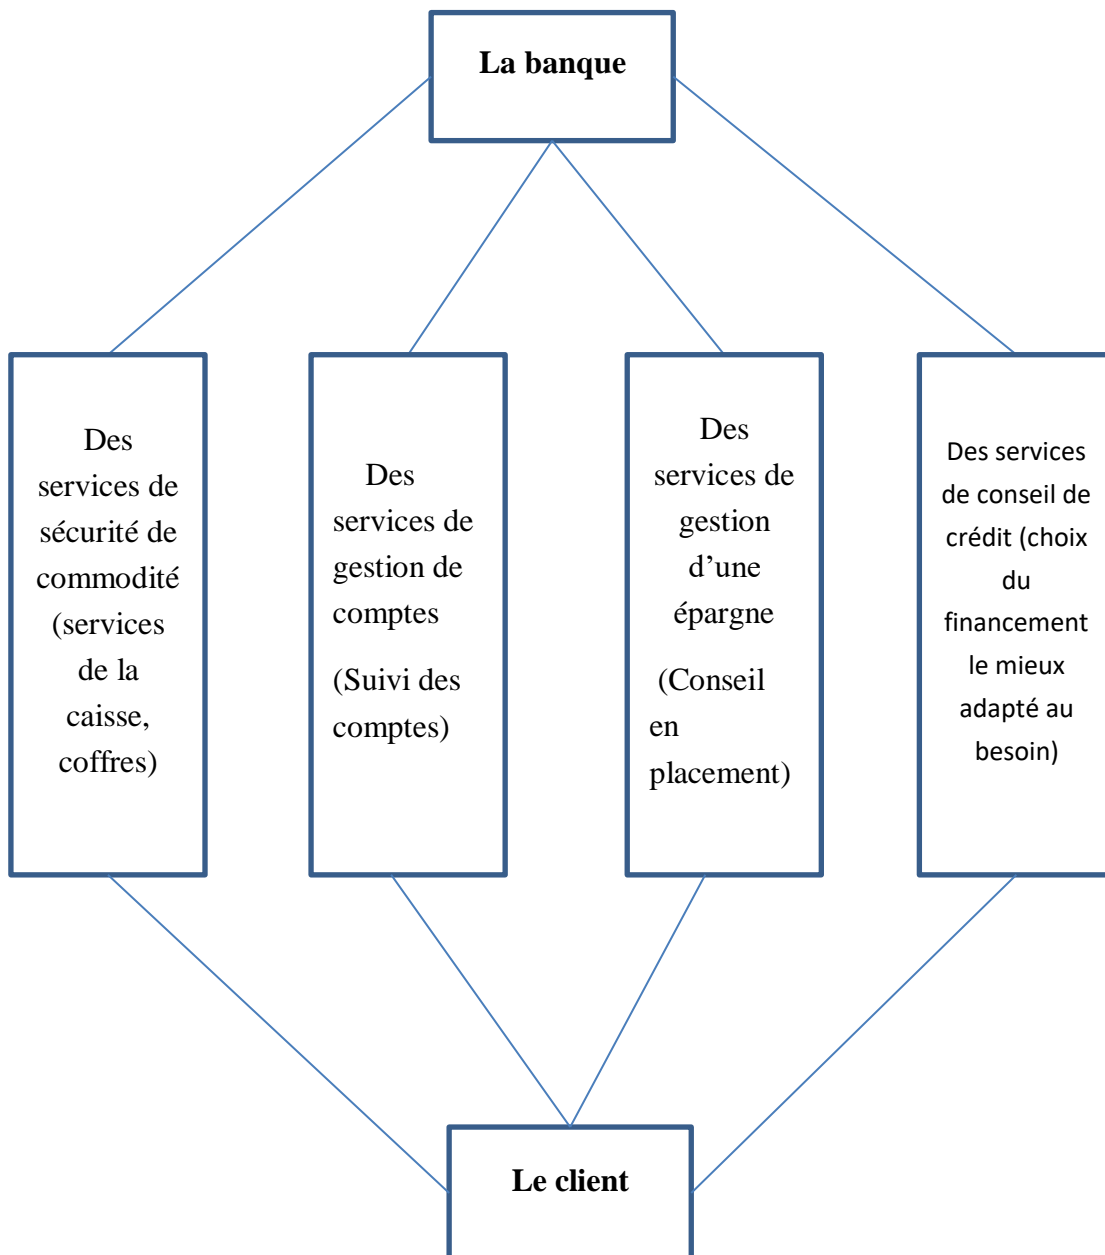 La banque
Des
services de
sécurité de
commodité
(services
de la
caisse,
coffres)
Des
services de
gestion de
comptes
(Suivi des
comptes)
Des
services de
gestion
d’une
épargne
(Conseil
en
placement)
Des services
de conseil de
crédit (choix
du
financement
le mieux
adapté au
besoin)
Le client